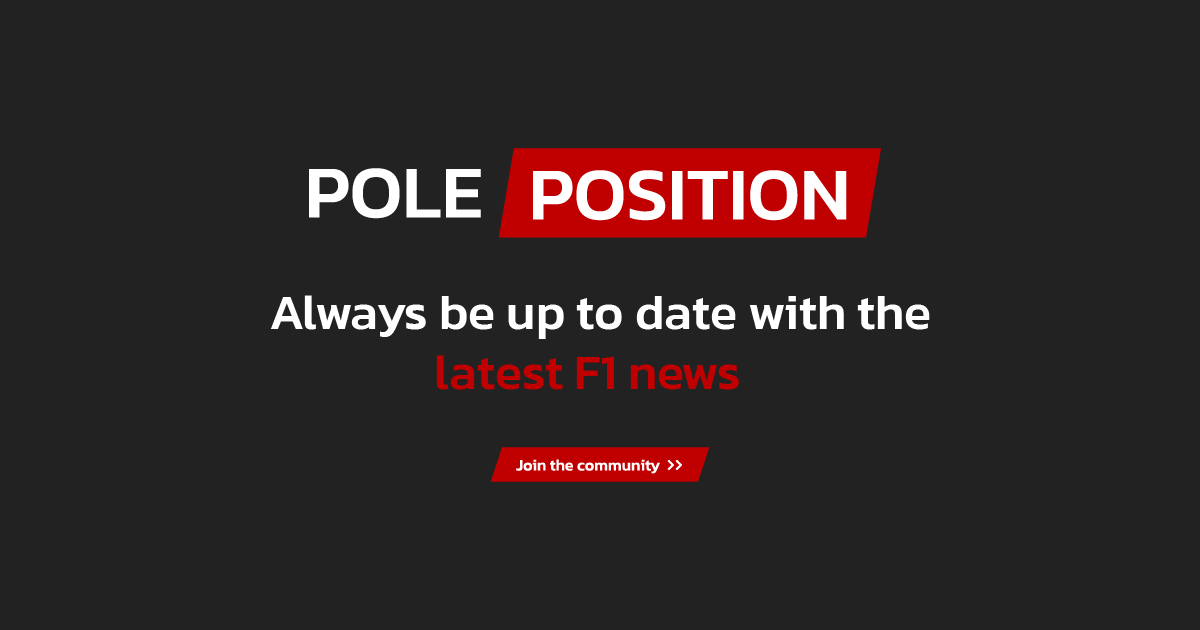 POLE POSITION
Always be up to date with the
latest F1 news
Join the community >>